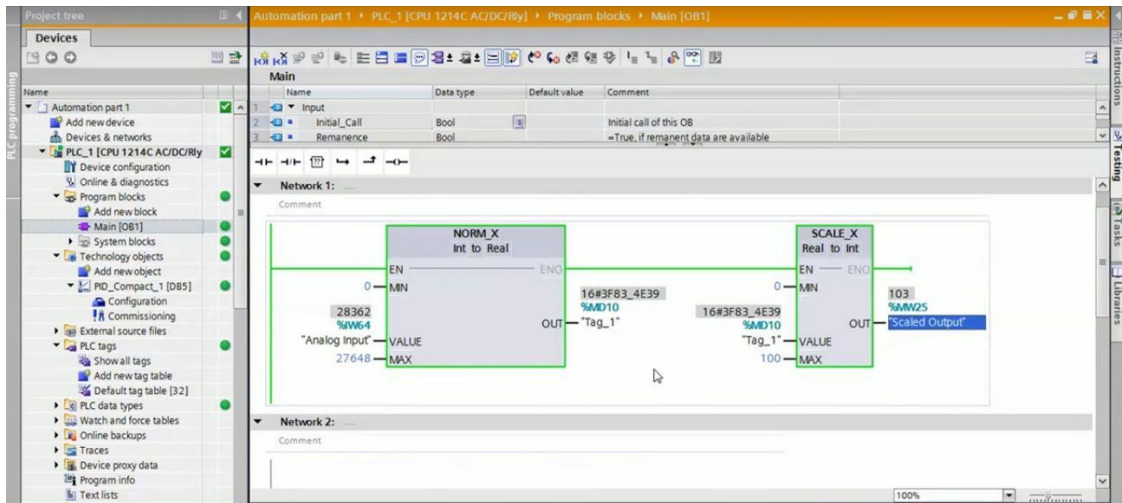 Project tree
Automation part 1 ▸ PLC_1 [CPU 1214C AC/DC/Rly] ▸ Program blocks ▸ Main [OB1]
Devices
PLC programming
Name
Automation part 1
Add new device
Devices & networks
PLC_1 [CPU 1214C AC/DC/Rly
Device configuration
Online & diagnostics
Program blocks
Add new block
Main [OB1]
System blocks
Technology objects
Add new object
PID_Compact_1 [DB5]
Configuration
Commissioning
External source files
PLC tags
Show all tags
Add new tag table
Default tag table [32]
PLC data types
Watch and force tables
Online backups
Traces
Device proxy data
Program info
Text lists
Main
Name Data type Default value Comment
1 Input
2 Initial_Call Bool Initial call of this OB
3 Remanence Bool =True, if remanent data are available
Network 1: ....
Comment
NORM_X
Int to Real
EN ENO
0 MIN
28362
%IW64
"Analog Input" VALUE
27648 MAX
16#3F83_4E39
%MD10
OUT "Tag_1"
SCALE_X
Real to Int
EN ENO
0 MIN
16#3F83_4E39
%MD10
"Tag_1" VALUE
100 MAX
103
%MW25
OUT "Scaled Output"
Network 2: ....
Comment
100%
Instructions
Testing
Tasks
Libraries